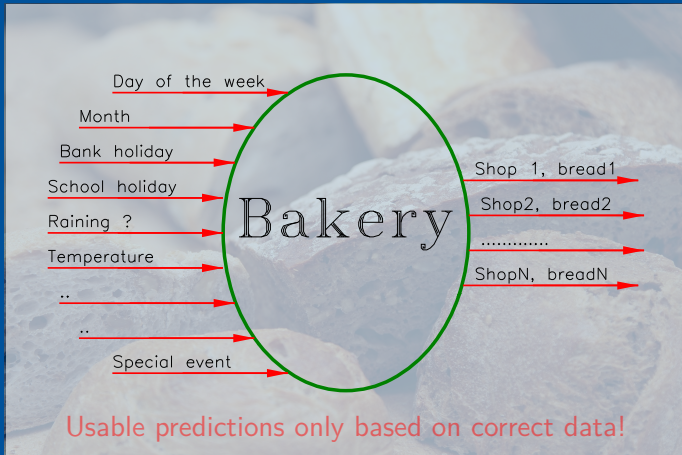 Day of the week
Month
Bank holiday
School holiday
Raining ?
Temperature
..
..
Special event
Bakery
Shop 1, bread1
Shop2, bread2
.............
ShopN, breadN
Usable predictions only based on correct data!